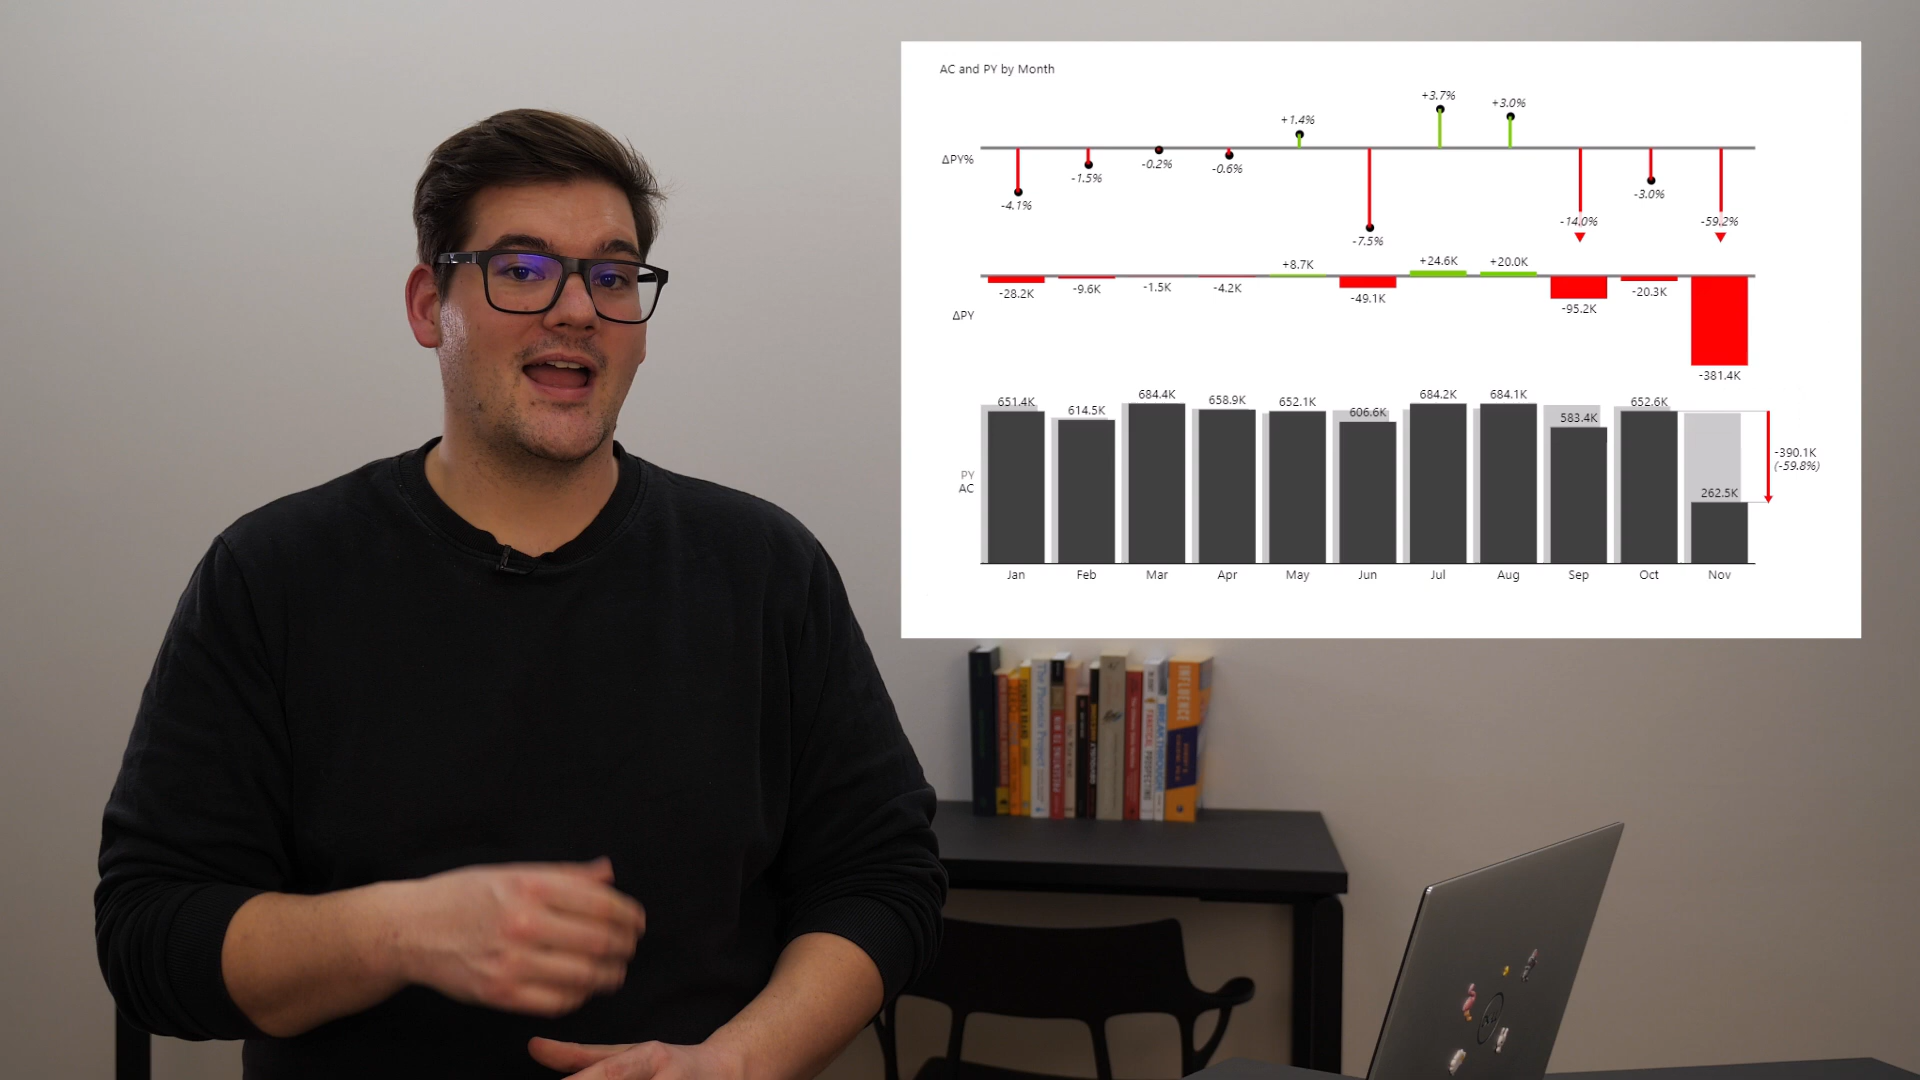 AC and PY by Month
+3.7%
+3.0%
+1.4%
ΔPY%
-0.2%
-0.6%
-1.5%
-4.1%
-3.0%
-14.0%
-59.2%
-7.5%
+8.7K
+24.6K
+20.0K
-28.2K
-9.6K
-1.5K
-4.2K
-49.1K
-95.2K
-20.3K
ΔPY
-381.4K
651.4K
614.5K
684.4K
658.9K
652.1K
606.6K
684.2K
684.1K
583.4K
652.6K
-390.1K
(-59.8%)
262.5K
PY
AC
Jan Feb Mar Apr May Jun Jul Aug Sep Oct Nov
The Phoenix Project
FANATICAL PROSPECTING
INFLUENCE